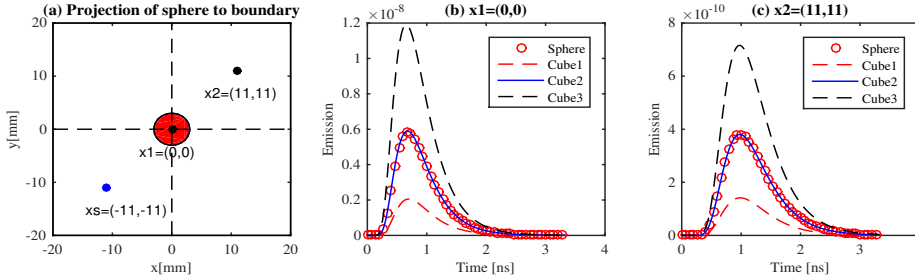 (a) Projection of sphere to boundary
20
10
0
-10
-20
-20
-10
0
10
20
y[mm]
x[mm]
x2=(11,11)
x1=(0,0)
xs=(-11,-11)
(b) x1=(0,0)
×10^-8
1.2
1.0
0.8
0.6
0.4
0.2
0
0
1
2
3
4
Emission
Time [ns]
Sphere
Cube1
Cube2
Cube3
(c) x2=(11,11)
×10^-10
8
6
4
2
0
0
1
2
3
4
Emission
Time [ns]
Sphere
Cube1
Cube2
Cube3